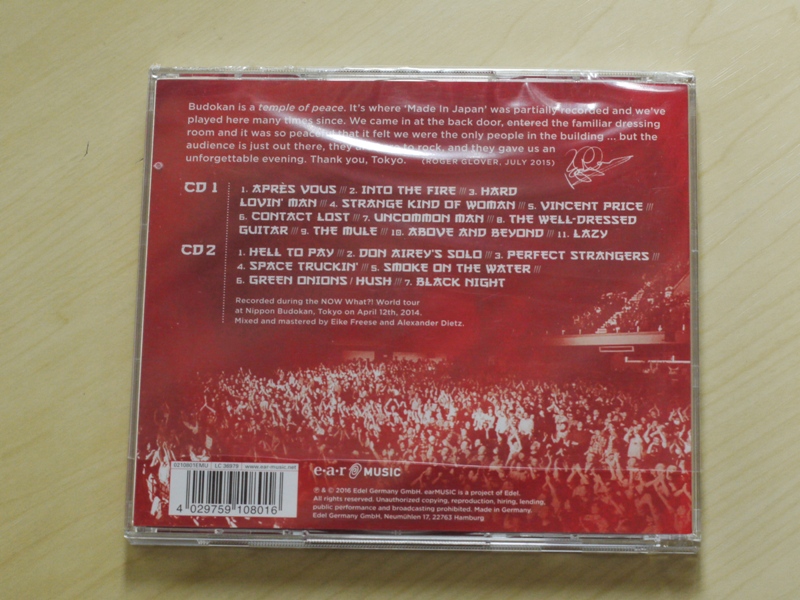 Budokan is a temple of peace. It's where 'Made In Japan' was partially recorded and we've
played here many times since. We came in at the back door, entered the familiar dressing
room and it was so peaceful that it felt we were the only people in the building ... but the
audience is just out there, they are here to rock, and they gave us an
unforgettable evening. Thank you, Tokyo. (ROGER GLOVER, JULY 2015)
CD 1 1. APRÈS VOUS /// 2. INTO THE FIRE /// 3. HARD
LOVIN' MAN /// 4. STRANGE KIND OF WOMAN /// 5. VINCENT PRICE ///
6. CONTACT LOST /// 7. UNCOMMON MAN /// 8. THE WELL-DRESSED
GUITAR /// 9. THE MULE /// 10. ABOVE AND BEYOND /// 11. LAZY
CD 2 1. HELL TO PAY /// 2. DON AIREY'S SOLO /// 3. PERFECT STRANGERS ///
4. SPACE TRUCKIN' /// 5. SMOKE ON THE WATER ///
6. GREEN ONIONS / HUSH /// 7. BLACK NIGHT
Recorded during the NOW What?! World tour
at Nippon Budokan, Tokyo on April 12th, 2014.
Mixed and mastered by Eike Freese and Alexander Dietz.
0210801EMU | LC 36978 | www.ear-music.net
4 029759 108016
e·a·r MUSIC
℗ & © 2016 Edel Germany GmbH. earMUSIC is a project of Edel.
All rights reserved. Unauthorized copying, reproduction, hiring, lending,
public performance and broadcasting prohibited. Made in Germany.
Edel Germany GmbH, Neumühlen 17, 22763 Hamburg